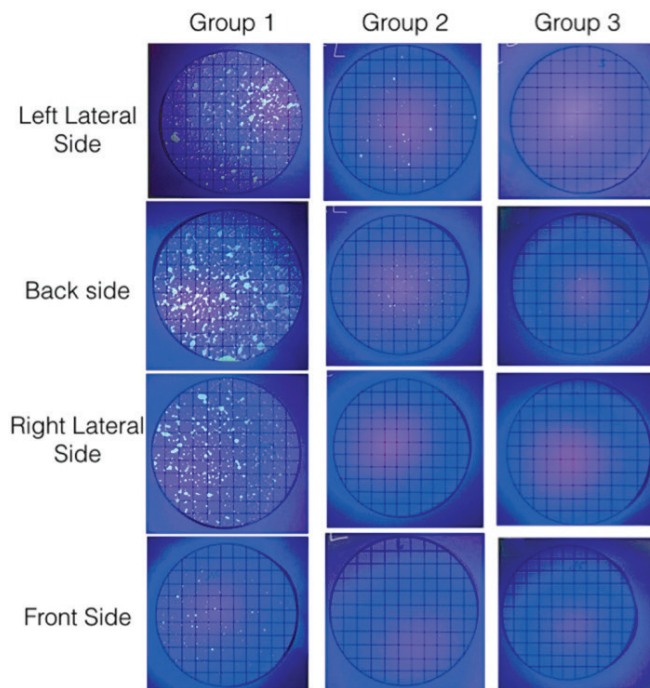 Group 1 Group 2 Group 3
Left Lateral
Side
Back side
Right Lateral
Side
Front Side